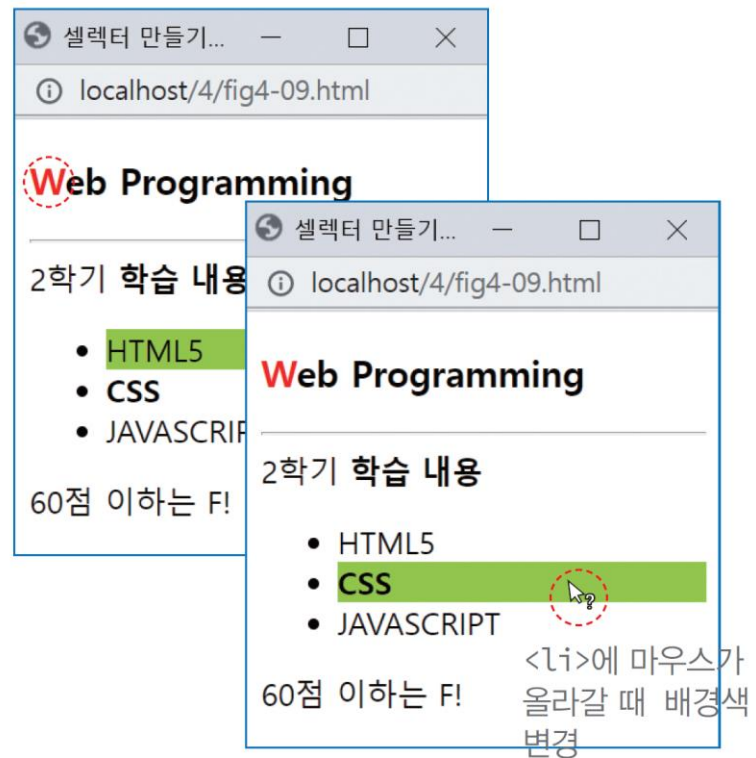 셀렉터 만들기...
localhost/4/fig4-09.html
Web Programming
2학기 학습 내용
HTML5
CSS
JAVASCRIP
60점 이하는 F!
셀렉터 만들기...
localhost/4/fig4-09.html
Web Programming
2학기 학습 내용
HTML5
CSS
JAVASCRIPT
60점 이하는 F!
<li>에 마우스가
올라갈 때 배경색
변경